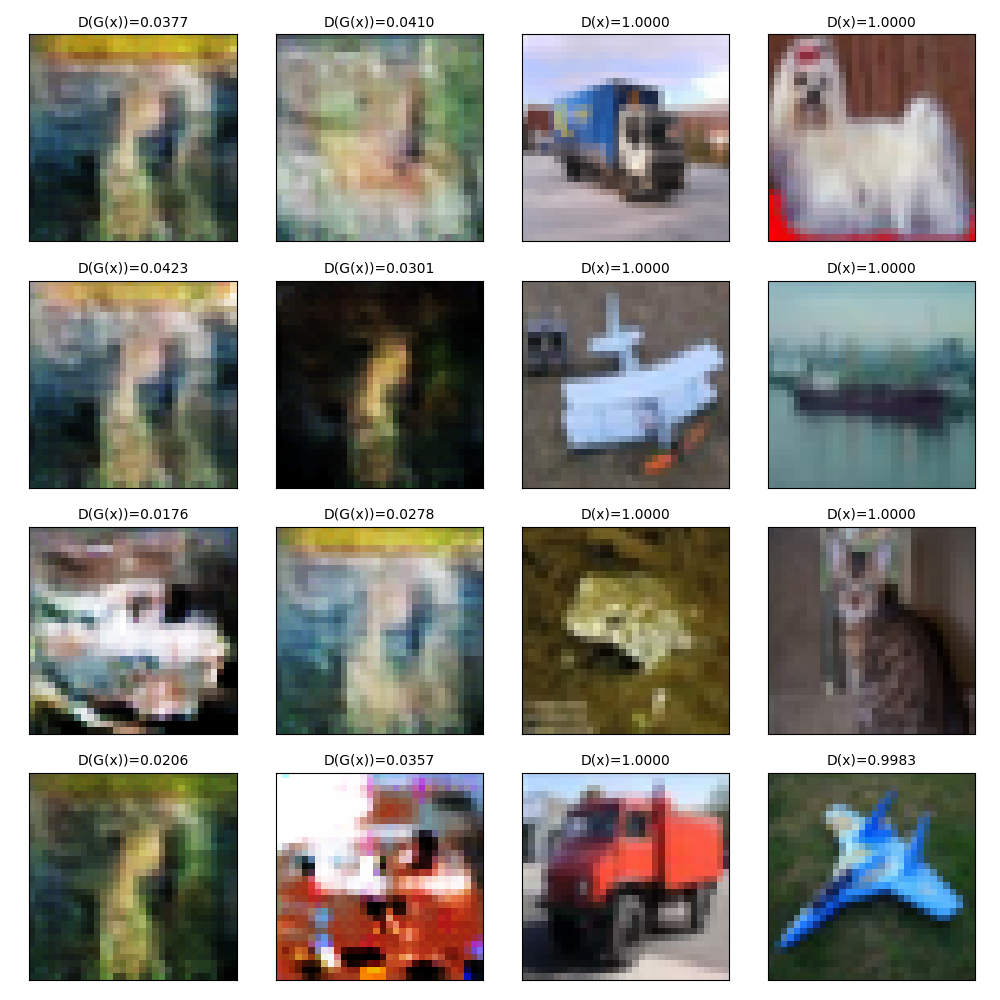 D(G(x))=0.0377 D(G(x))=0.0410 D(x)=1.0000 D(x)=1.0000
D(G(x))=0.0423 D(G(x))=0.0301 D(x)=1.0000 D(x)=1.0000
D(G(x))=0.0176 D(G(x))=0.0278 D(x)=1.0000 D(x)=1.0000
D(G(x))=0.0206 D(G(x))=0.0357 D(x)=1.0000 D(x)=0.9983